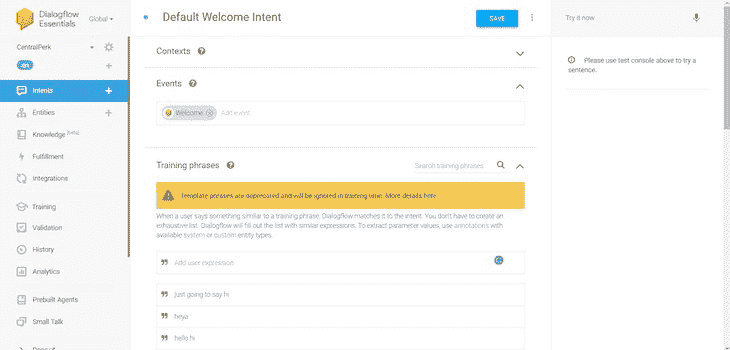 Dialogflow
Essentials
Global
CentralPerk
Intents
Entities
Knowledge [beta]
Fulfillment
Integrations
Training
Validation
History
Analytics
Prebuilt Agents
Small Talk
Default Welcome Intent
SAVE
Contexts
Events
Welcome
Add event
Training phrases
Search training phrases
Template phrases are deprecated and will be ignored in training time. More details here.
When a user says something similar to a training phrase, Dialogflow matches it to the intent. You don't have to create an
exhaustive list. Dialogflow will fill out the list with similar expressions. To extract parameter values, use annotations with
available system or custom entity types.
Add user expression
just going to say hi
heya
hello hi
Try it now
Please use test console above to try a
sentence.